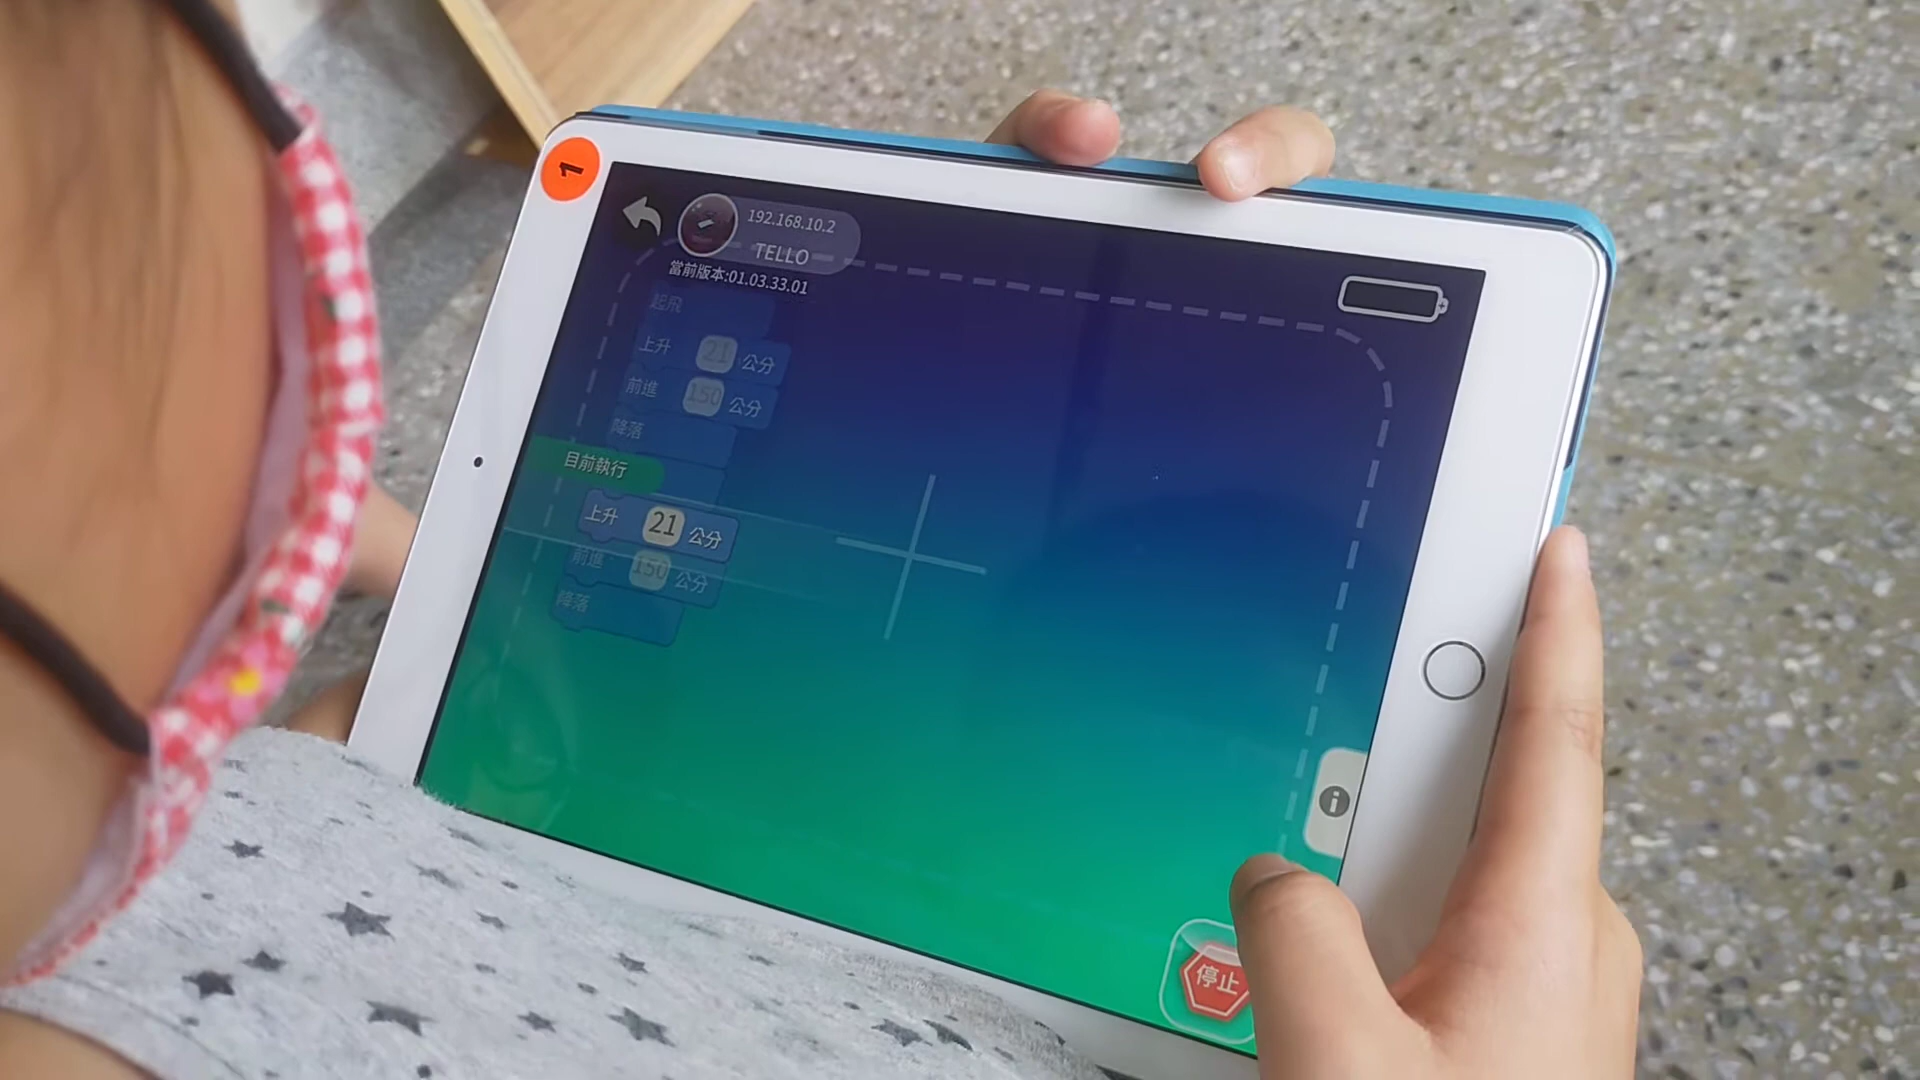 1
192.168.10.2
TELLO
當前版本:01.03.33.01
起飛
上升 21 公分
前進 150 公分
降落
目前執行
上升 21 公分
前進 150 公分
降落
i
停止